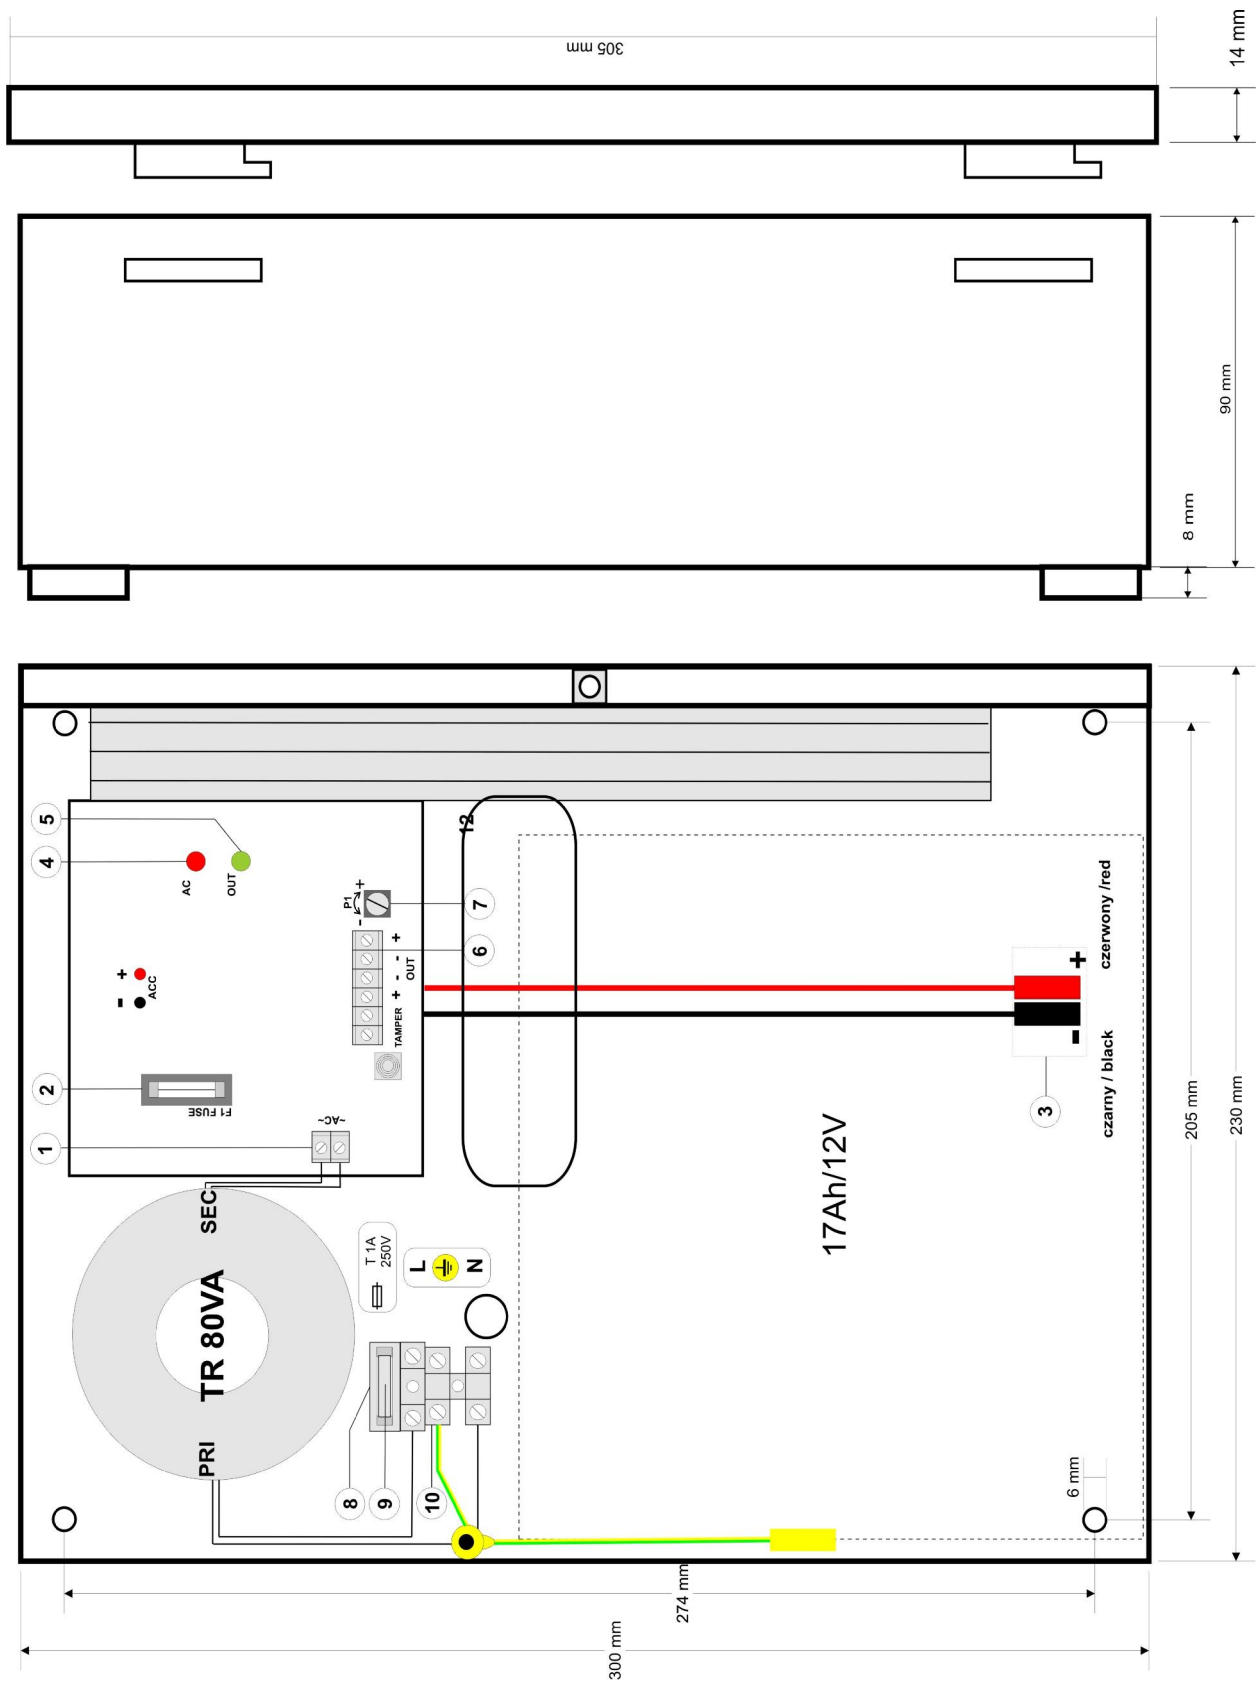 305 mm
14 mm
90 mm
8 mm
5
4
AC
OUT
12
P1
- +
7
6
+ - - +
OUT
TAMPER
- +
ACC
2
F1 FUSE
1
~AC~
czerwony /red
+
-
czarny / black
3
205 mm
230 mm
17Ah/12V
SEC
TR 80VA
PRI
T 1A
250V
L
N
8
9
10
6 mm
274 mm
300 mm